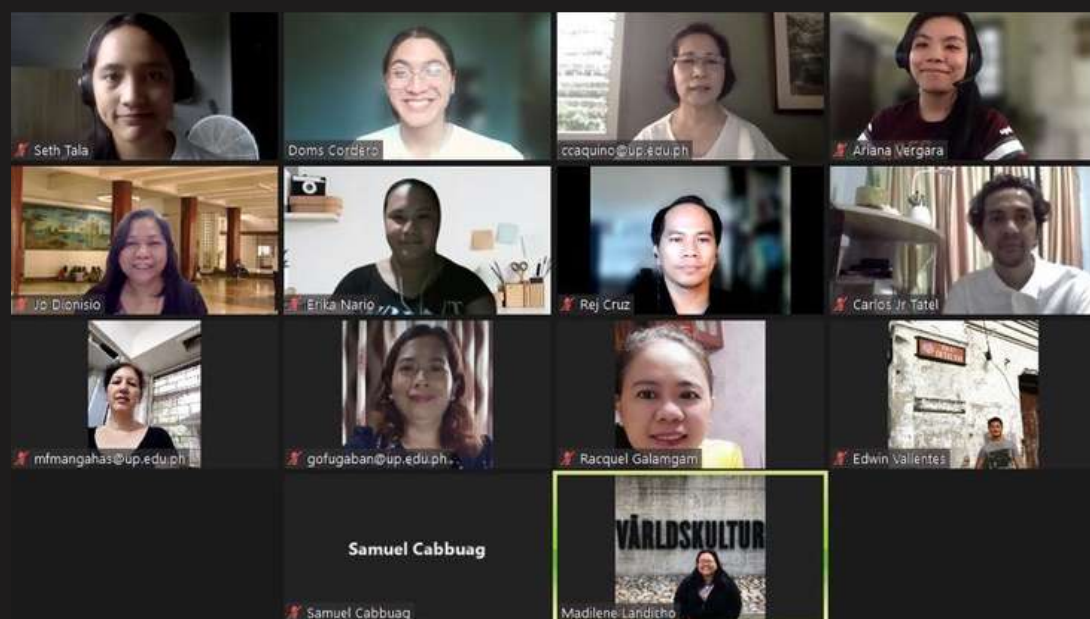 Seth Tala
Doms Cordero
ccaquino@up.edu.ph
Ariana Vergara
Jo Dionisio
Erika Nario
Rej Cruz
Carlos Jr Tatel
mfmangahas@up.edu.ph
gofugaban@up.edu.ph
Racquel Galamgam
Edwin Vallentes
Samuel Cabbuag
Samuel Cabbuag
VÄRLDSKULTUR
Madilene Landicho